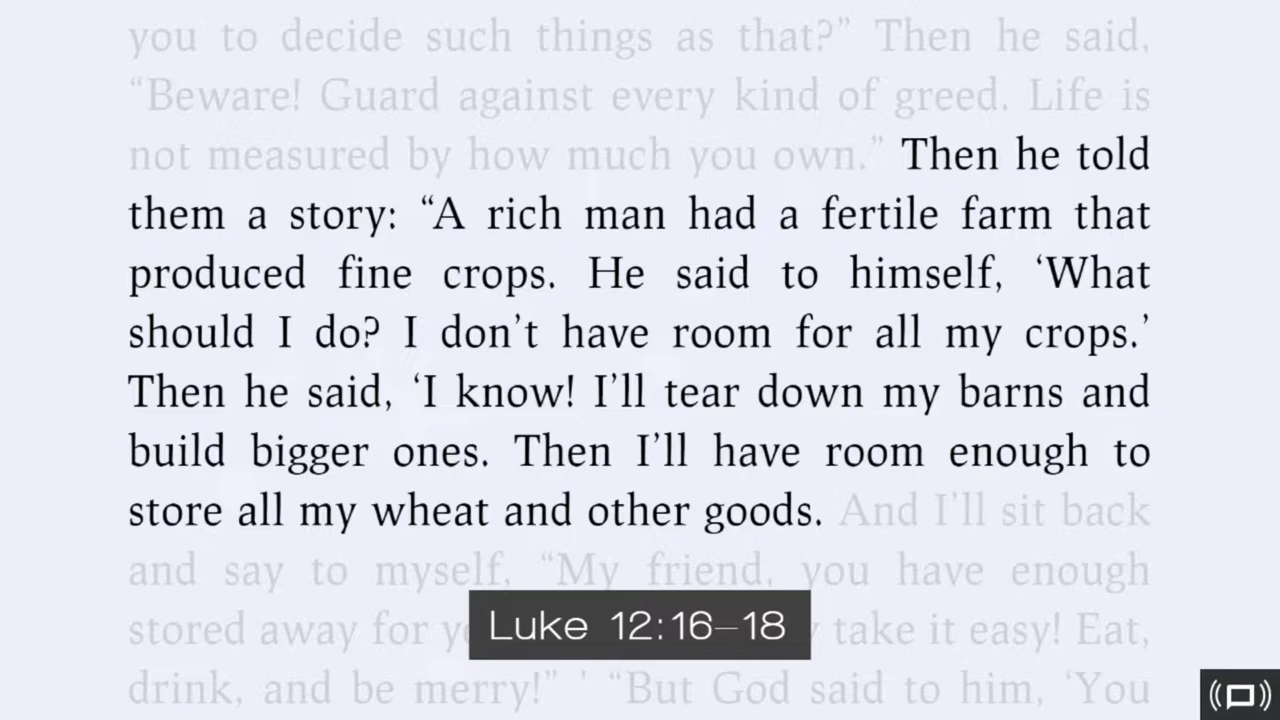 you to decide such things as that?” Then he said,
“Beware! Guard against every kind of greed. Life is
not measured by how much you own.” Then he told
them a story: “A rich man had a fertile farm that
produced fine crops. He said to himself, ‘What
should I do? I don’t have room for all my crops.’
Then he said, ‘I know! I’ll tear down my barns and
build bigger ones. Then I’ll have room enough to
store all my wheat and other goods. And I’ll sit back
and say to myself, “My friend, you have enough
stored away for take it easy! Eat,
Luke 12:16–18
drink, and be merry!” ’ “But God said to him, ‘You